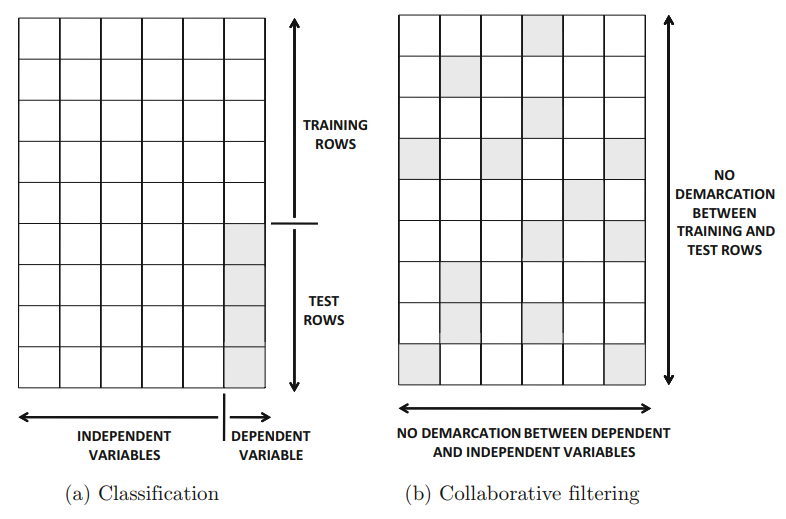 TRAINING
ROWS
TEST
ROWS
INDEPENDENT
VARIABLES
DEPENDENT
VARIABLE
(a) Classification
NO
DEMARCATION
BETWEEN
TRAINING AND
TEST ROWS
NO DEMARCATION BETWEEN DEPENDENT
AND INDEPENDENT VARIABLES
(b) Collaborative filtering